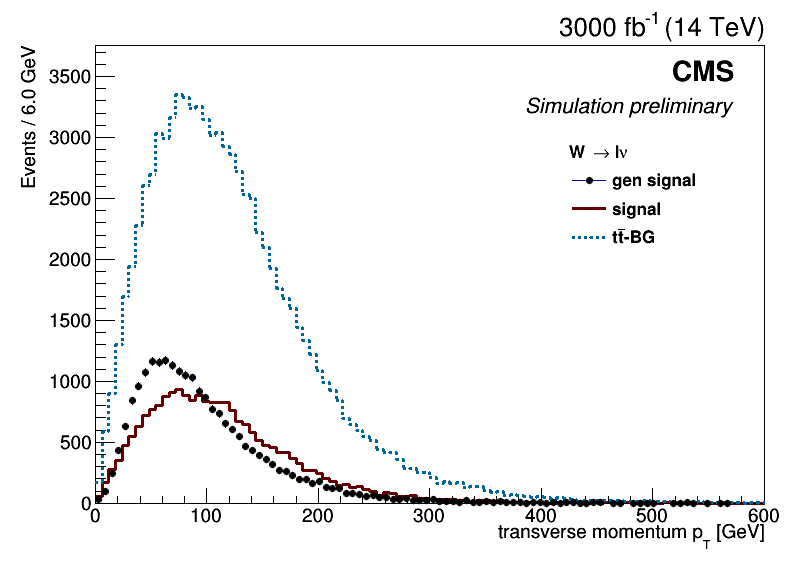 3000 fb⁻¹ (14 TeV)
CMS
Simulation preliminary
W → lν
gen signal
signal
tt̄-BG
Events / 6.0 GeV
3500
3000
2500
2000
1500
1000
500
0
0 100 200 300 400 500 600
transverse momentum p_T [GeV]